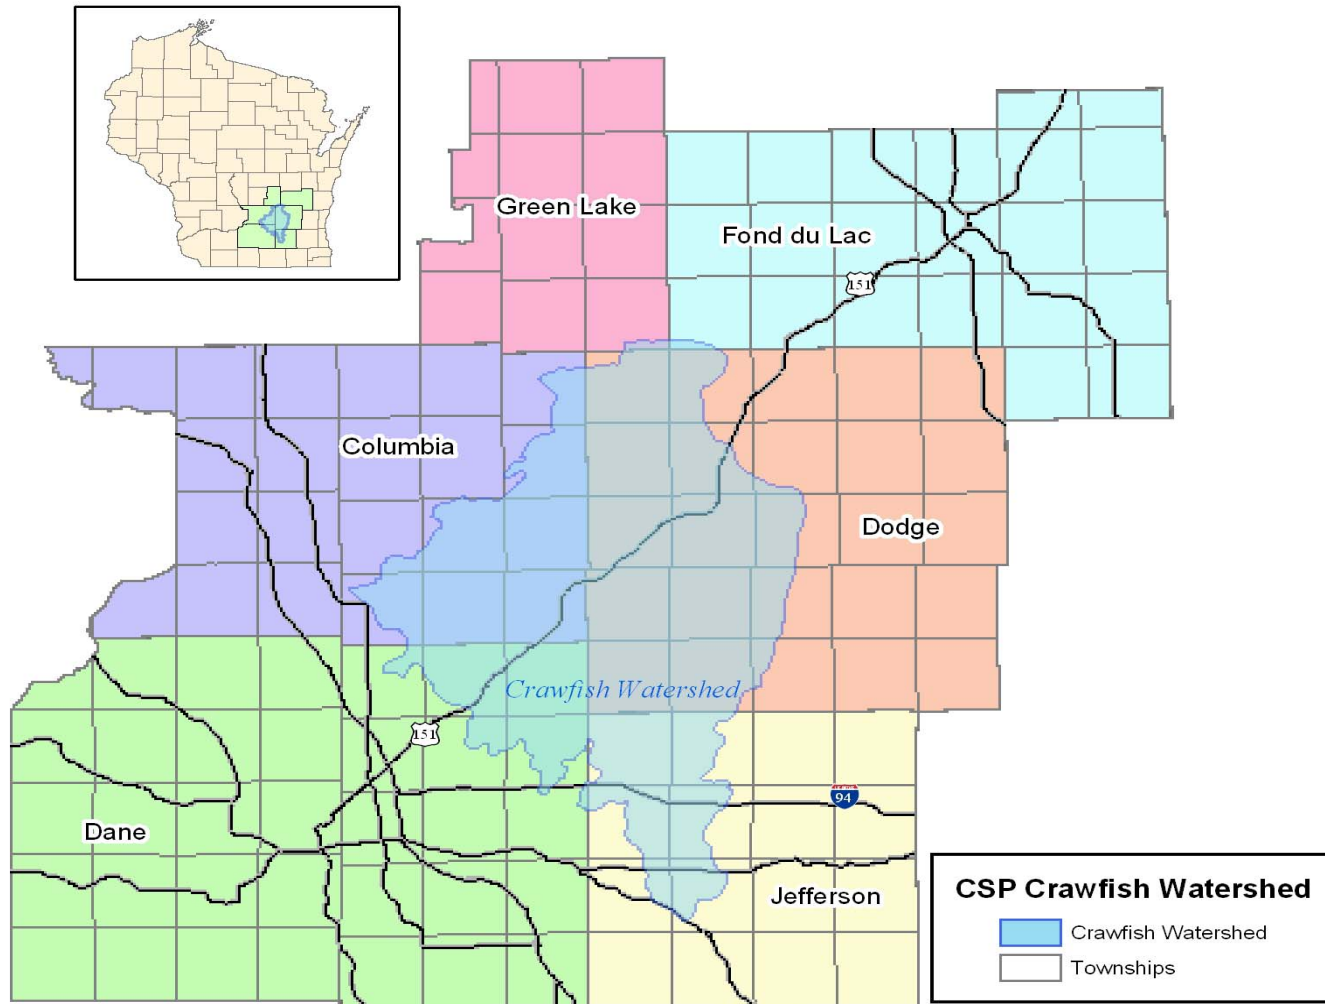 Green Lake
Fond du Lac
151
Columbia
Dodge
Crawfish Watershed
151
94
Dane
Jefferson
CSP Crawfish Watershed
Crawfish Watershed
Townships